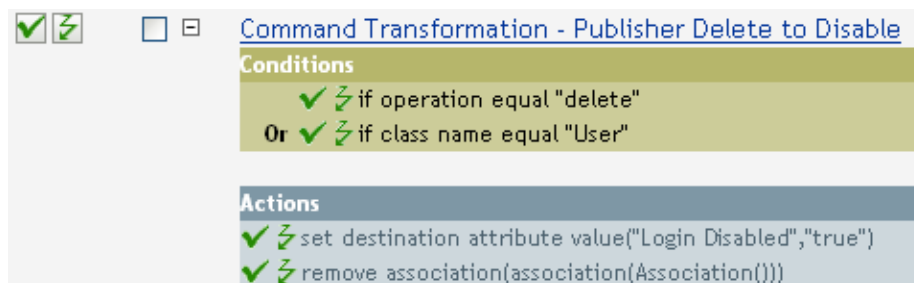 Command Transformation - Publisher Delete to Disable
Conditions
if operation equal "delete"
Or if class name equal "User"
Actions
set destination attribute value("Login Disabled","true")
remove association(association(Association()))